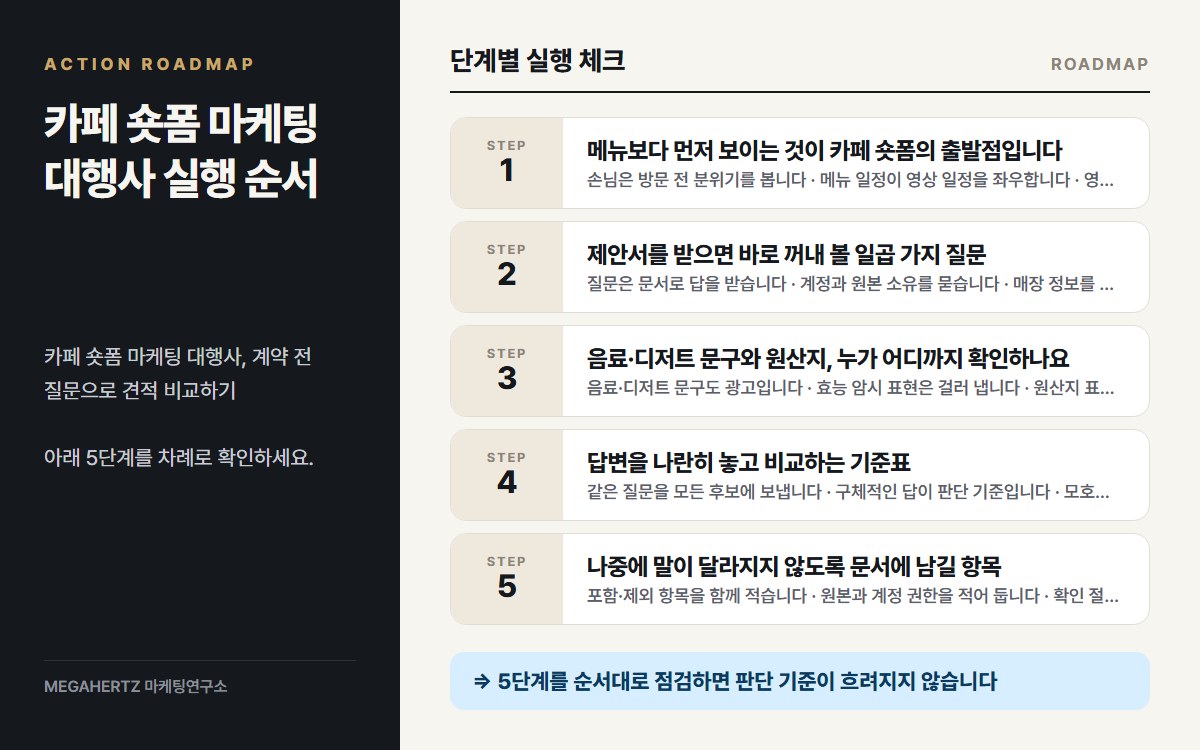 ACTION ROADMAP
카페 숏폼 마케팅
대행사 실행 순서
카페 숏폼 마케팅 대행사, 계약 전
질문으로 견적 비교하기
아래 5단계를 차례로 확인하세요.
MEGAHERTZ 마케팅연구소
단계별 실행 체크
ROADMAP
STEP
1
메뉴보다 먼저 보이는 것이 카페 숏폼의 출발점입니다
손님은 방문 전 분위기를 봅니다 · 메뉴 일정이 영상 일정을 좌우합니다 · 영...
STEP
2
제안서를 받으면 바로 꺼내 볼 일곱 가지 질문
질문은 문서로 답을 받습니다 · 계정과 원본 소유를 묻습니다 · 매장 정보를 ...
STEP
3
음료·디저트 문구와 원산지, 누가 어디까지 확인하나요
음료·디저트 문구도 광고입니다 · 효능 암시 표현은 걸러 냅니다 · 원산지 표...
STEP
4
답변을 나란히 놓고 비교하는 기준표
같은 질문을 모든 후보에 보냅니다 · 구체적인 답이 판단 기준입니다 · 모호...
STEP
5
나중에 말이 달라지지 않도록 문서에 남길 항목
포함·제외 항목을 함께 적습니다 · 원본과 계정 권한을 적어 둡니다 · 확인 절...
⇒ 5단계를 순서대로 점검하면 판단 기준이 흐려지지 않습니다